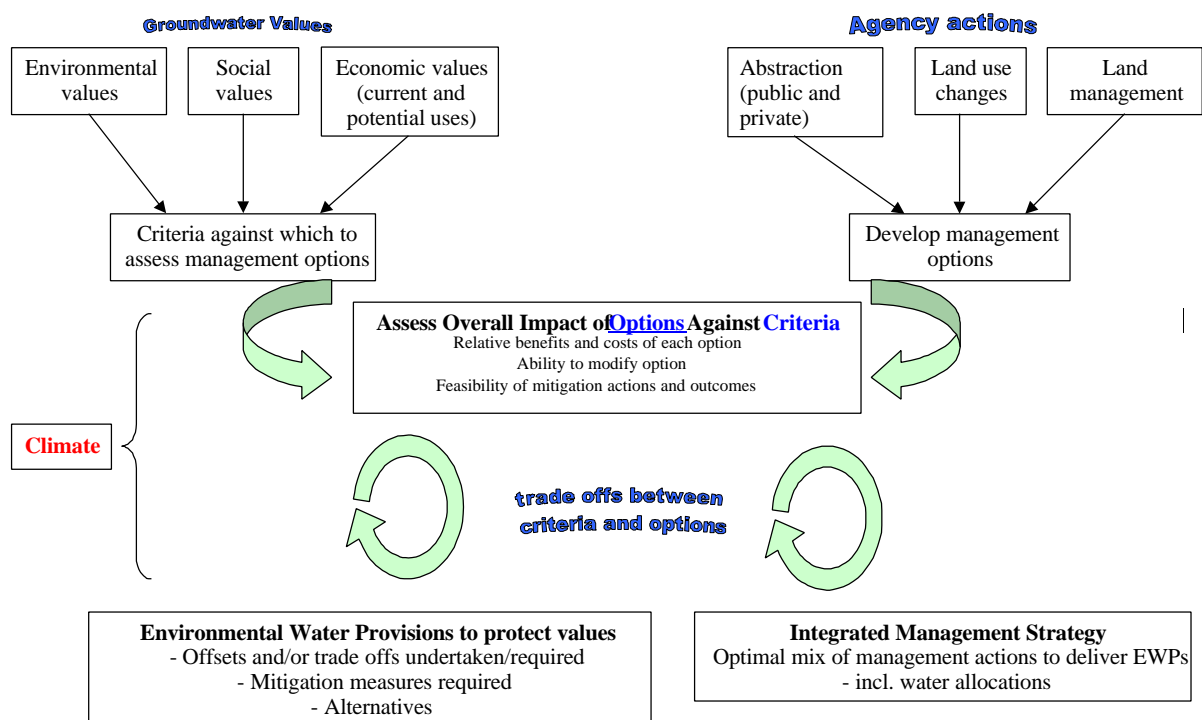 Groundwater Values
Environmental
values
Social
values
Economic values
(current and
potential uses)
Criteria against which to
assess management options
Agency actions
Abstraction
(public and
private)
Land use
changes
Land
management
Develop management
options
Assess Overall Impact of Options Against Criteria
Relative benefits and costs of each option
Ability to modify option
Feasibility of mitigation actions and outcomes
Climate
trade offs between
criteria and options
Environmental Water Provisions to protect values
- Offsets and/or trade offs undertaken/required
- Mitigation measures required
- Alternatives
Integrated Management Strategy
Optimal mix of management actions to deliver EWPs
- incl. water allocations